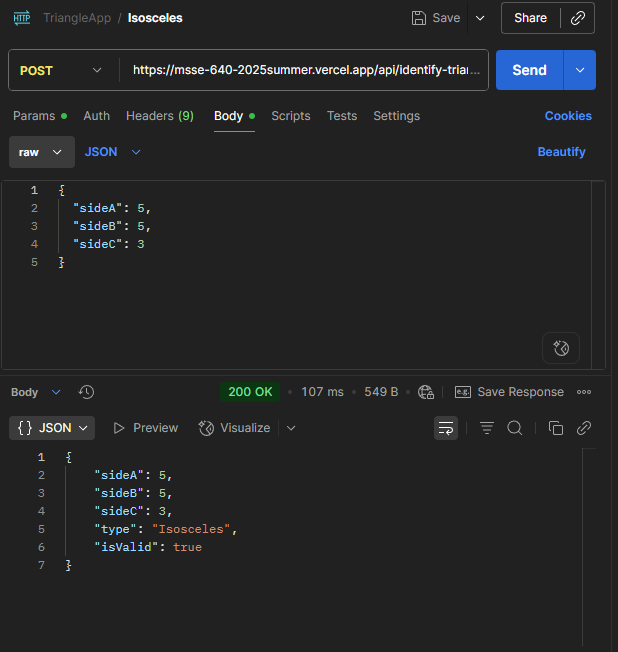 HTTP TriangleApp / Isosceles Save Share
POST https://msse-640-2025summer.vercel.app/api/identify-trian... Send
Params Auth Headers (9) Body Scripts Tests Settings Cookies
raw JSON Beautify
1 {
2 "sideA": 5,
3 "sideB": 5,
4 "sideC": 3
5 }
Body 200 OK 107 ms 549 B e.g. Save Response
{} JSON Preview Visualize
1 {
2 "sideA": 5,
3 "sideB": 5,
4 "sideC": 3,
5 "type": "Isosceles",
6 "isValid": true
7 }